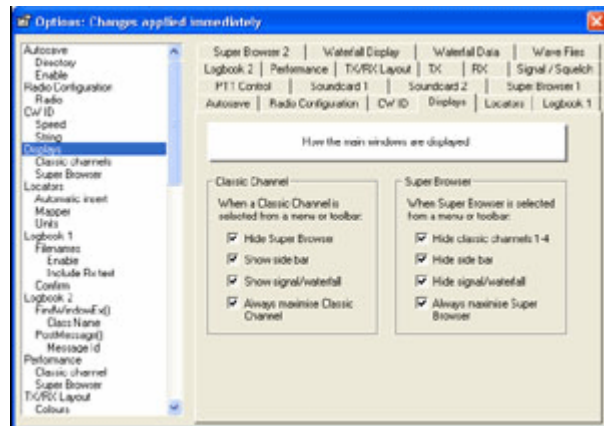 Options: Changes applied immediately
Autosave
Directory
Enable
Radio Configuration
Radio
CW ID
Speed
String
Displays
Classic channels
Super Browser
Locators
Automatic insert
Mapper
Units
Logbook 1
Filenames
Enable
Include Rx text
Confirm
Logbook 2
FindWindowEx()
Class Name
PostMessage()
Message Id
Performance
Classic channel
Super Browser
TX/RX Layout
Colours
Super Browser 2 Waterfall Display Waterfall Data Wave Files
Logbook 2 Performance TX/RX Layout TX RX Signal / Squelch
PTT Control Soundcard 1 Soundcard 2 Super Browser 1
Autosave Radio Configuration CW ID Displays Locators Logbook 1
How the main windows are displayed
Classic Channel
When a Classic Channel is
selected from a menu or toolbar:
Hide Super Browser
Show side bar
Show signal/waterfall
Always maximise Classic
Channel
Super Browser
When Super Browser is selected
from a menu or toolbar:
Hide classic channels 1-4
Hide side bar
Hide signal/waterfall
Always maximise Super
Browser